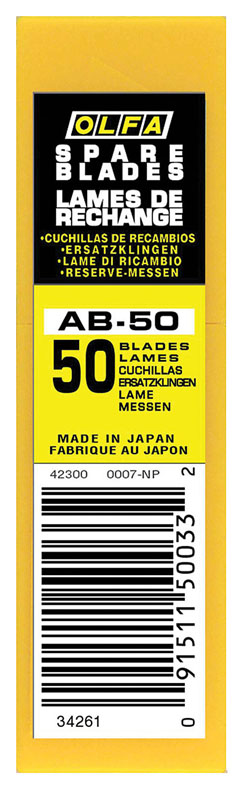 OLFA
SPARE
BLADES
LAMES DE
RECHANGE
•CUCHILLAS DE RECAMBIOS
•ERSATZKLINGEN
•LAME DI RICAMBIO
•RESERVE-MESSEN
AB-50
50 BLADES
LAMES
CUCHILLAS
ERSATZKLINGEN
LAME
MESSEN
MADE IN JAPAN
FABRIQUE AU JAPON
42300 0007-NP
0 91511 50033 2
34261